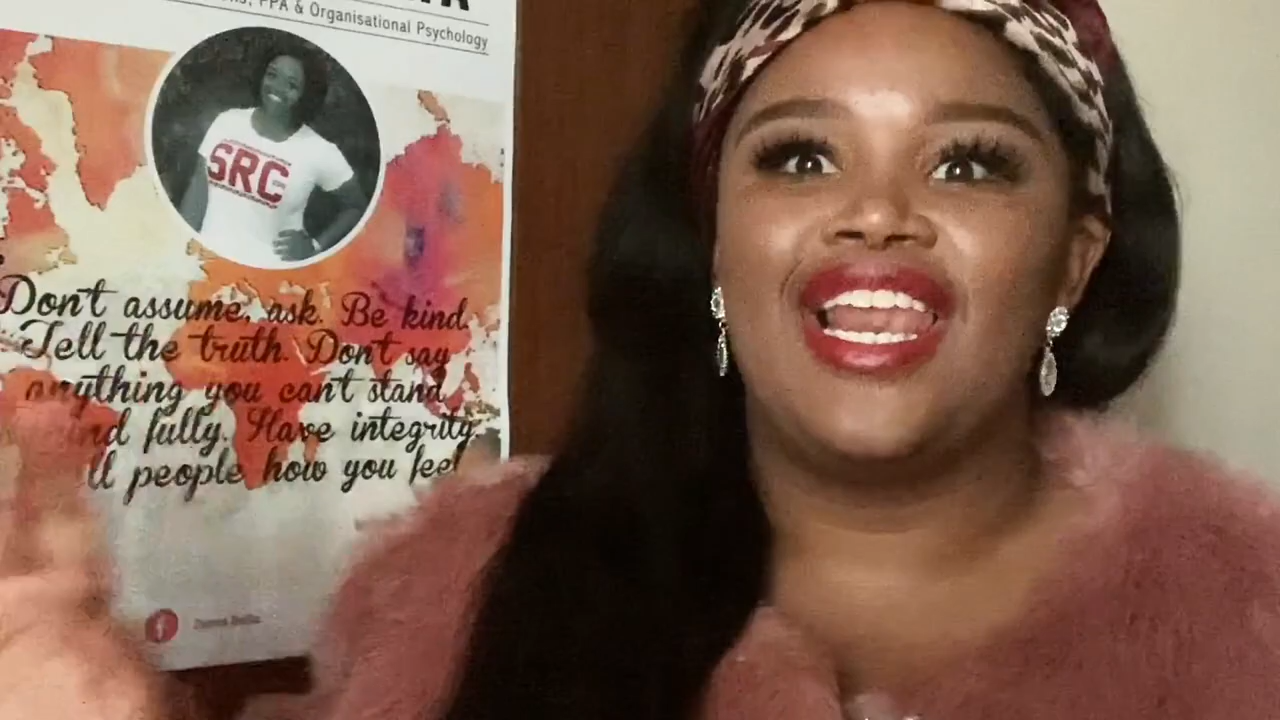 PPA & Organisational Psychology
SRC
Don't assume, ask. Be kind.
Tell the truth. Don't say
anything you can't stand
fully. Have integrity.
people how you feel